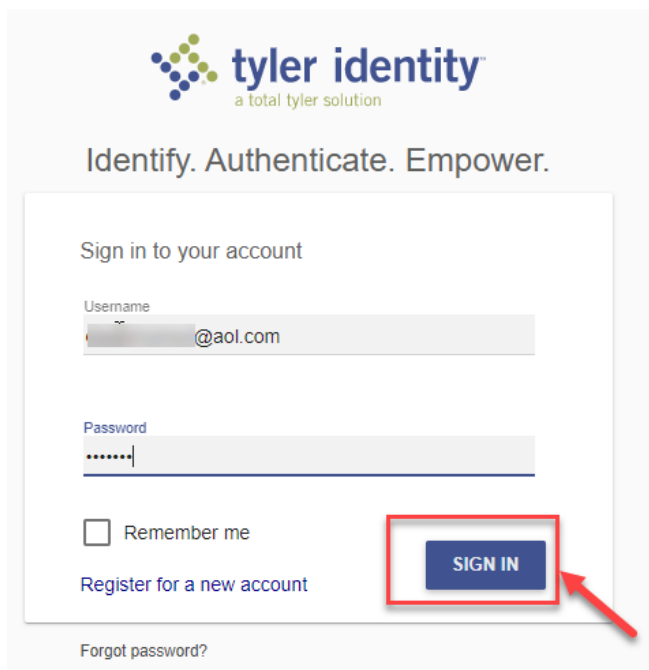 tyler identity™
a total tyler solution
Identify. Authenticate. Empower.
Sign in to your account
Username
@aol.com
Password
•••••••
Remember me
SIGN IN
Register for a new account
Forgot password?